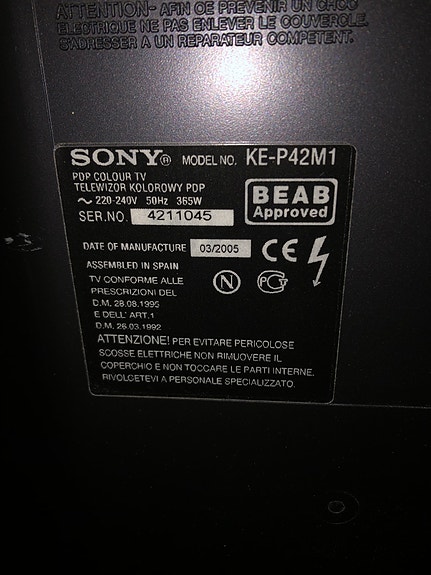 ATTENTION- AFIN DE PREVENIR UN CHOC
ELECTRIQUE NE PAS ENLEVER LE COUVERCLE.
S'ADRESSER A UN REPARATEUR COMPETENT.
SONY® MODEL NO. KE-P42M1
PDP COLOUR TV
TELEWIZOR KOLOROWY PDP
~ 220-240V 50Hz 365W
SER.NO. 4211045
BEAB
Approved
DATE OF MANUFACTURE 03/2005
CE
ASSEMBLED IN SPAIN
TV CONFORME ALLE
PRESCRIZIONI DEL
D.M. 28.08.1995
E DELL' ART.1
D.M. 26.03.1992
N
PCT
ATTENZIONE! PER EVITARE PERICOLOSE
SCOSSE ELETTRICHE NON RIMUOVERE IL
COPERCHIO E NON TOCCARE LE PARTI INTERNE.
RIVOLGETEVI A PERSONALE SPECIALIZZATO.